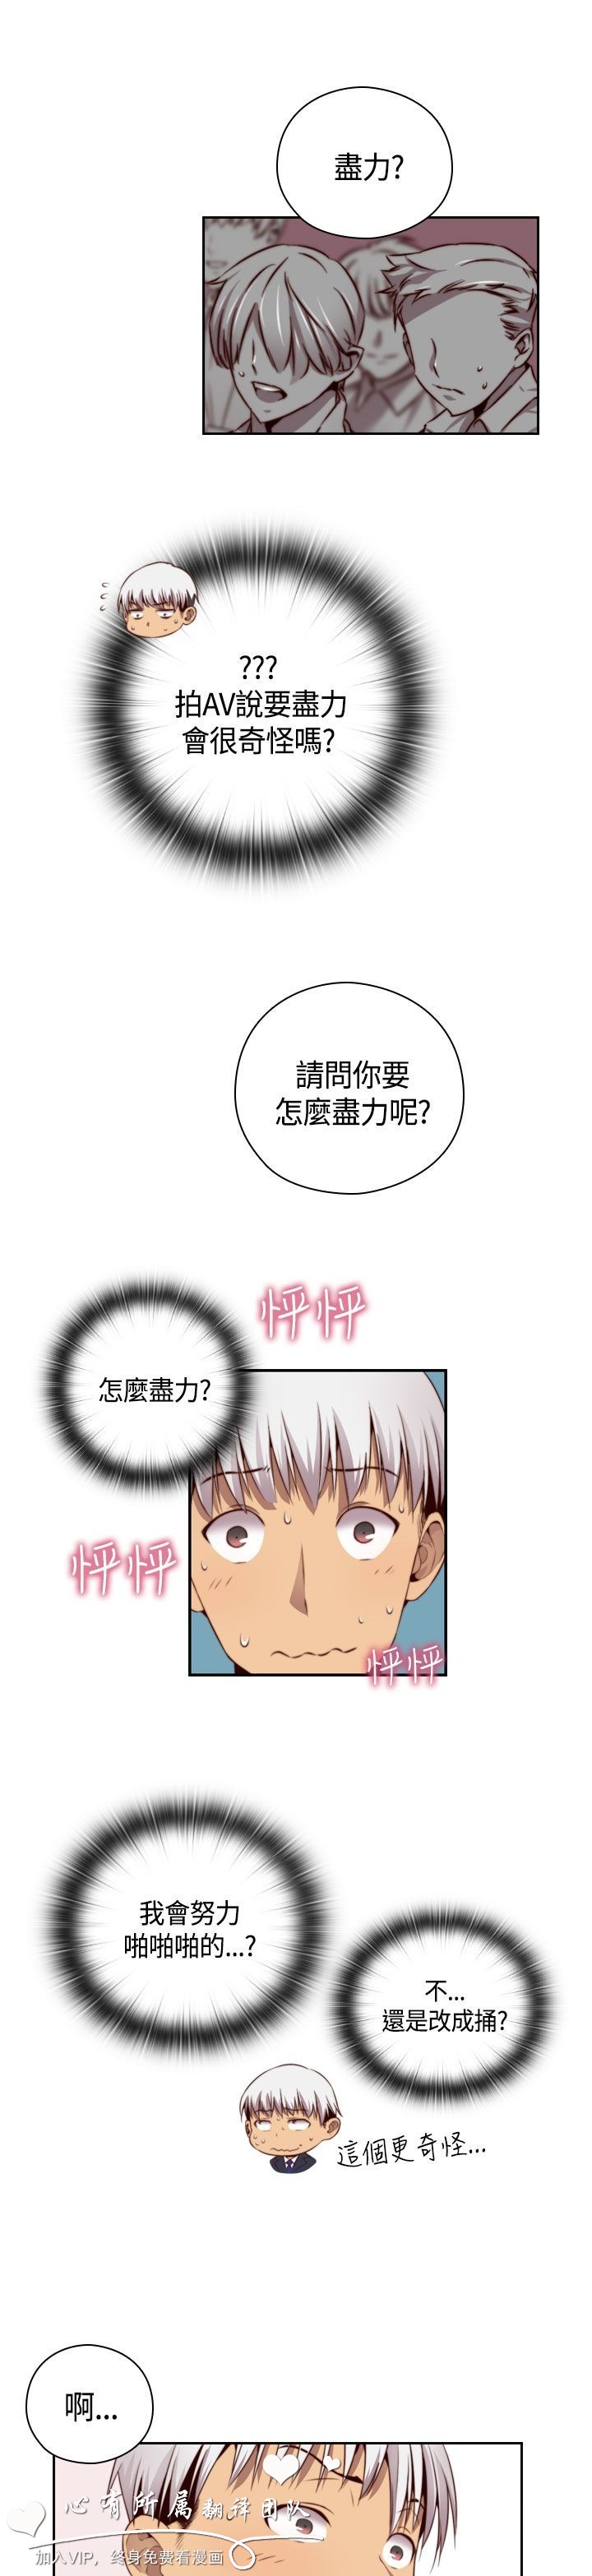 盡力?
???
拍AV說要盡力
會很奇怪嗎?
請問你要
怎麼盡力呢?
怦怦
怎麼盡力?
怦怦
怦怦
我會努力
啪啪啪的...?
不...
還是改成捅?
這個更奇怪...
啊...
心有所属翻译团队
加入VIP，终身免费看漫画